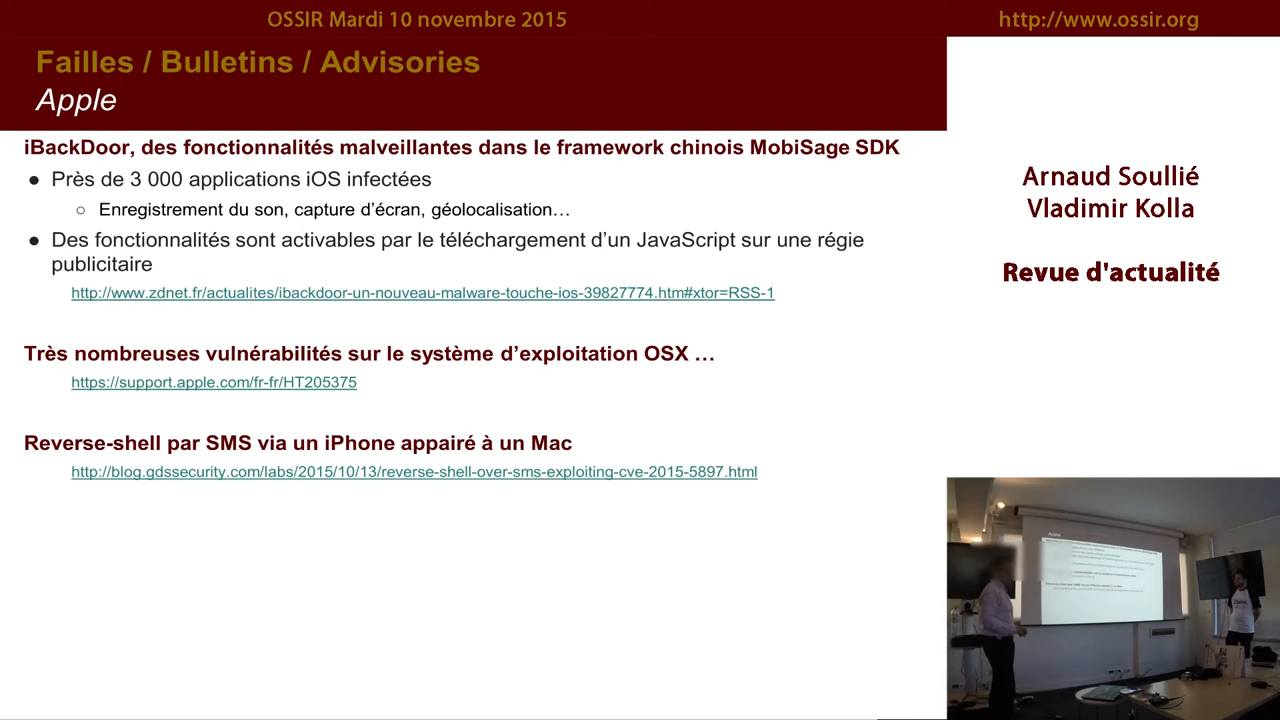 OSSIR Mardi 10 novembre 2015
http://www.ossir.org
Failles / Bulletins / Advisories
Apple
iBackDoor, des fonctionnalités malveillantes dans le framework chinois MobiSage SDK
● Près de 3 000 applications iOS infectées
○ Enregistrement du son, capture d’écran, géolocalisation…
● Des fonctionnalités sont activables par le téléchargement d’un JavaScript sur une régie
publicitaire
http://www.zdnet.fr/actualites/ibackdoor-un-nouveau-malware-touche-ios-39827774.htm#xtor=RSS-1
Très nombreuses vulnérabilités sur le système d’exploitation OSX …
https://support.apple.com/fr-fr/HT205375
Reverse-shell par SMS via un iPhone appairé à un Mac
http://blog.gdssecurity.com/labs/2015/10/13/reverse-shell-over-sms-exploiting-cve-2015-5897.html
Arnaud Soullié
Vladimir Kolla
Revue d'actualité